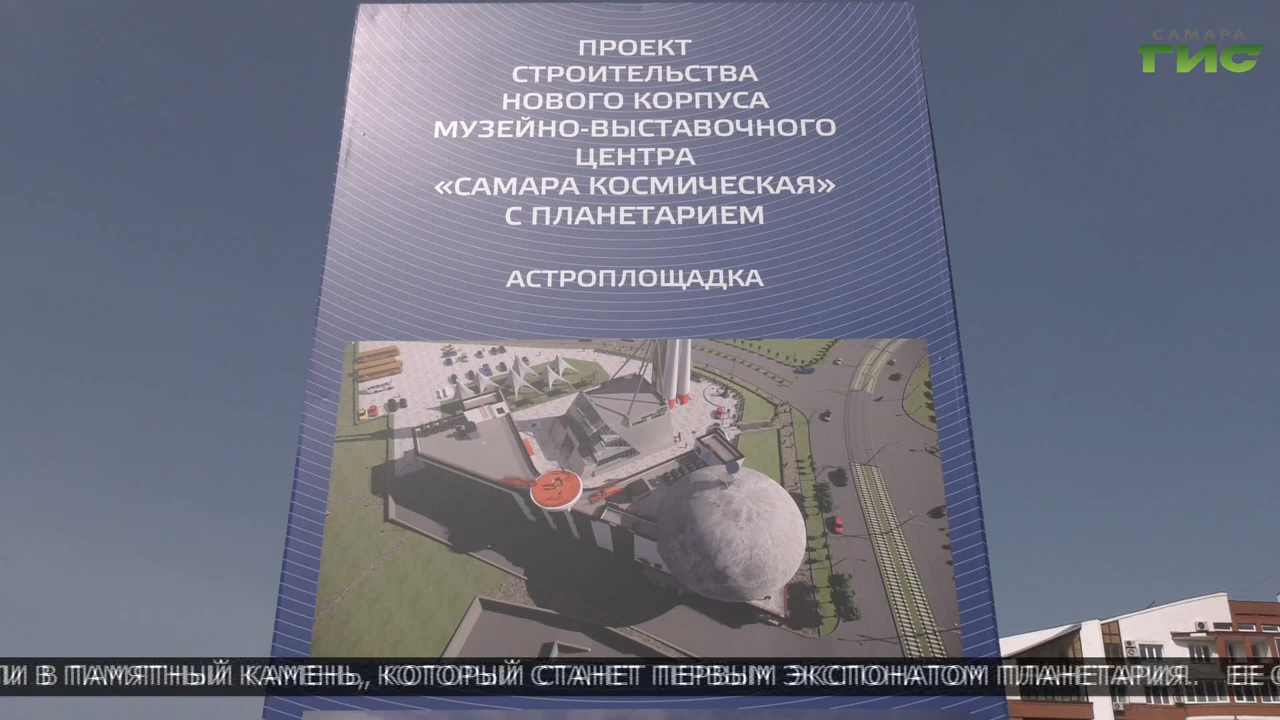 САМАРА
ГИС
ПРОЕКТ
СТРОИТЕЛЬСТВА
НОВОГО КОРПУСА
МУЗЕЙНО-ВЫСТАВОЧНОГО
ЦЕНТРА
«САМАРА КОСМИЧЕСКАЯ»
С ПЛАНЕТАРИЕМ
АСТРОПЛОЩАДКА
В ПАМЯТНЫЙ КАМЕНЬ, КОТОРЫЙ СТАНЕТ ПЕРВЫМ ЭКСПОНАТОМ ПЛАНЕТАРИЯ. ЕЕ